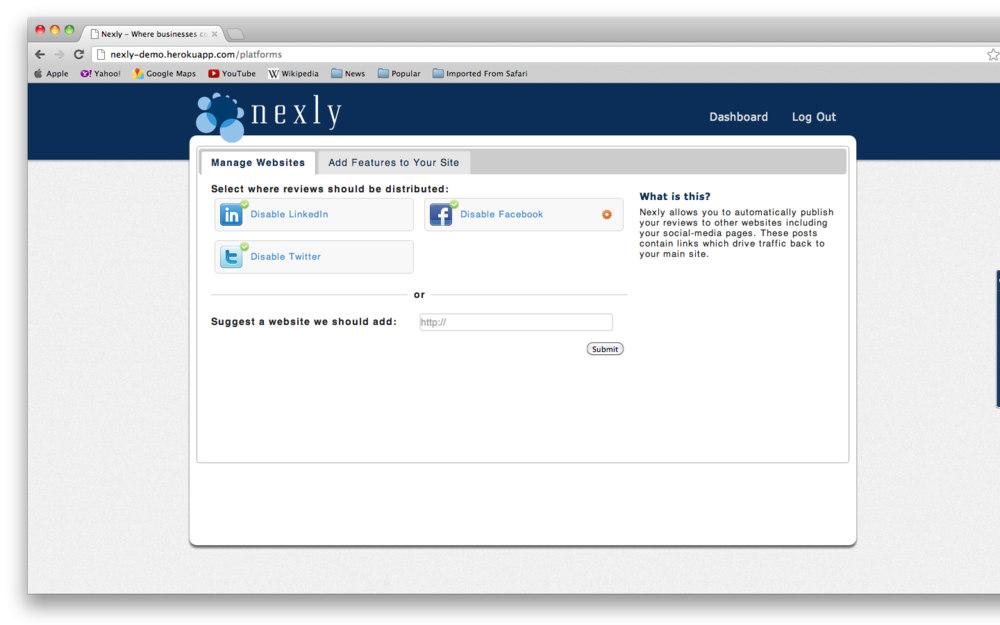 Nexly - Where businesses co
nexly-demo.herokuapp.com/platforms
Apple Yahoo! Google Maps YouTube Wikipedia News Popular Imported From Safari
nexly
Dashboard Log Out
Manage Websites Add Features to Your Site
Select where reviews should be distributed:
in Disable LinkedIn
f Disable Facebook
t Disable Twitter
or
Suggest a website we should add: http://
Submit
What is this?
Nexly allows you to automatically publish
your reviews to other websites including
your social-media pages. These posts
contain links which drive traffic back to
your main site.